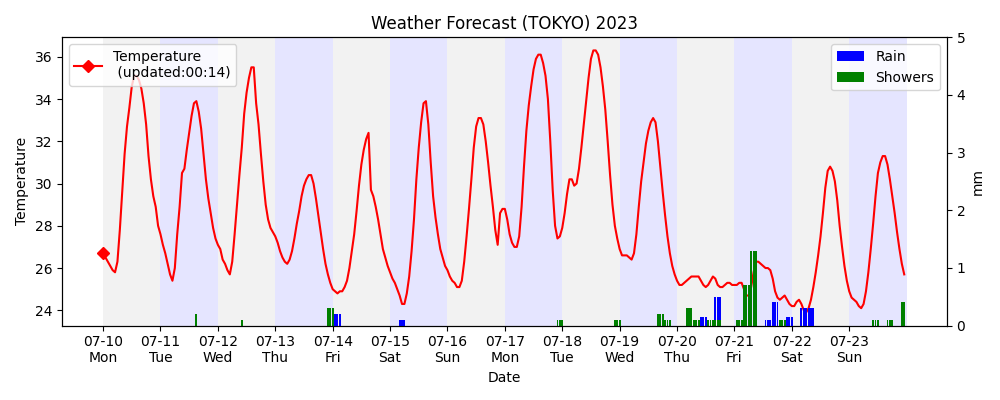 Weather Forecast (TOKYO) 2023
Temperature
(updated:00:14)
Rain
Showers
Temperature
36
34
32
30
28
26
24
5
4
3
2
1
0
mm
07-10 07-11 07-12 07-13 07-14 07-15 07-16 07-17 07-18 07-19 07-20 07-21 07-22 07-23
Mon Tue Wed Thu Fri Sat Sun Mon Tue Wed Thu Fri Sat Sun
Date